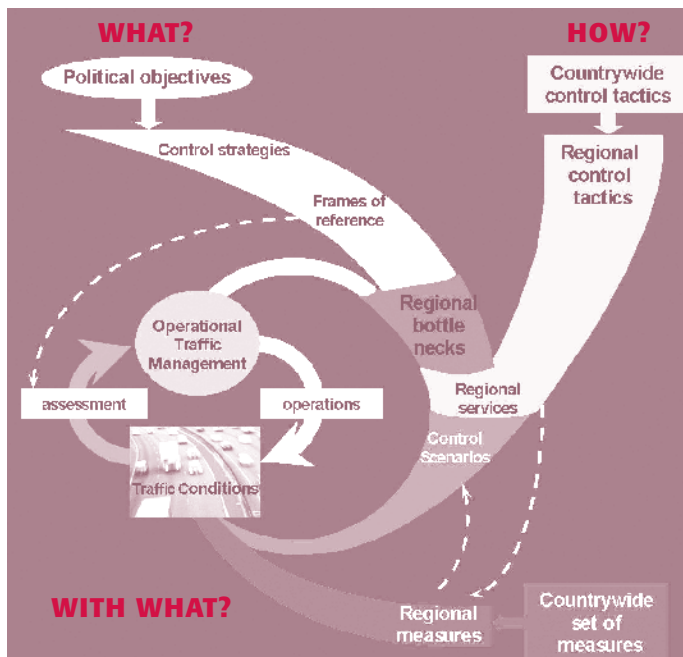 WHAT?
HOW?
Political objectives
Countrywide
control tactics
Control strategies
Regional
control
tactics
Frames of
reference
Regional
bottle
necks
Operational
Traffic
Management
assessment
operations
Regional
services
Control
Scenarios
Traffic Conditions
WITH WHAT?
Regional
measures
Countrywide
set of
measures